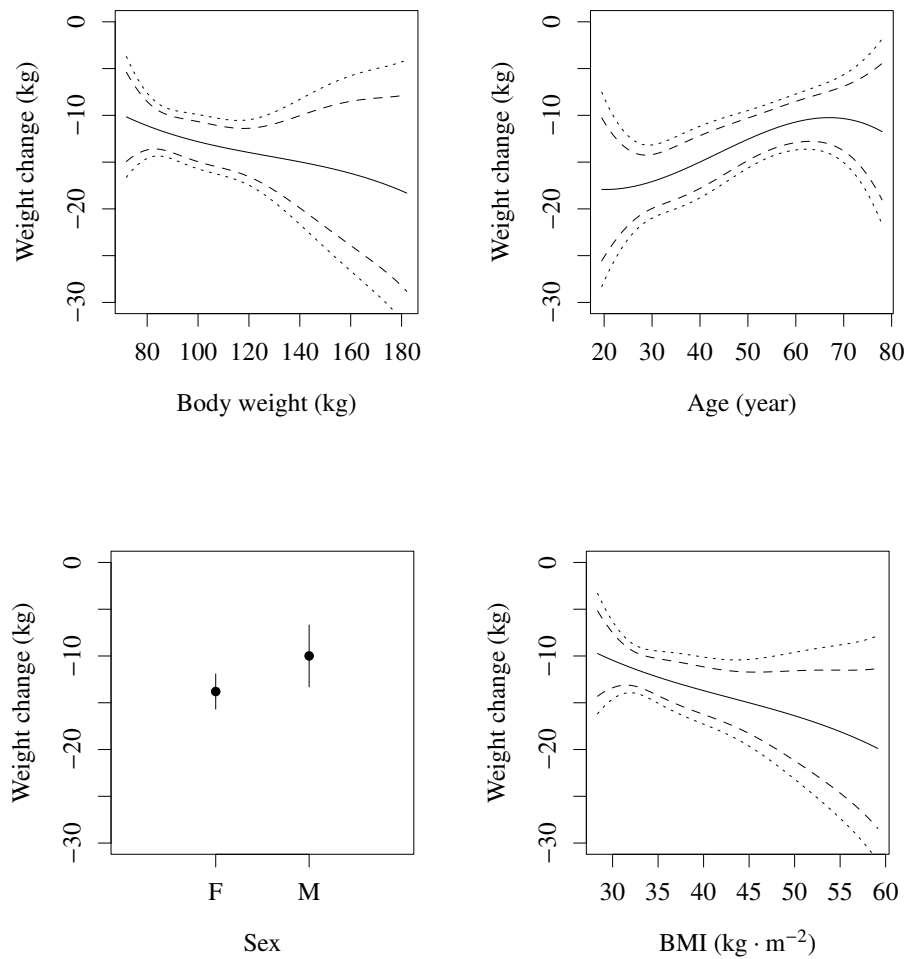 Weight change (kg)
0
−10
−20
−30
80 100 120 140 160 180
Body weight (kg)
Weight change (kg)
0
−10
−20
−30
20 30 40 50 60 70 80
Age (year)
Weight change (kg)
0
−10
−20
−30
F M
Sex
Weight change (kg)
0
−10
−20
−30
30 35 40 45 50 55 60
BMI (kg · m⁻²)